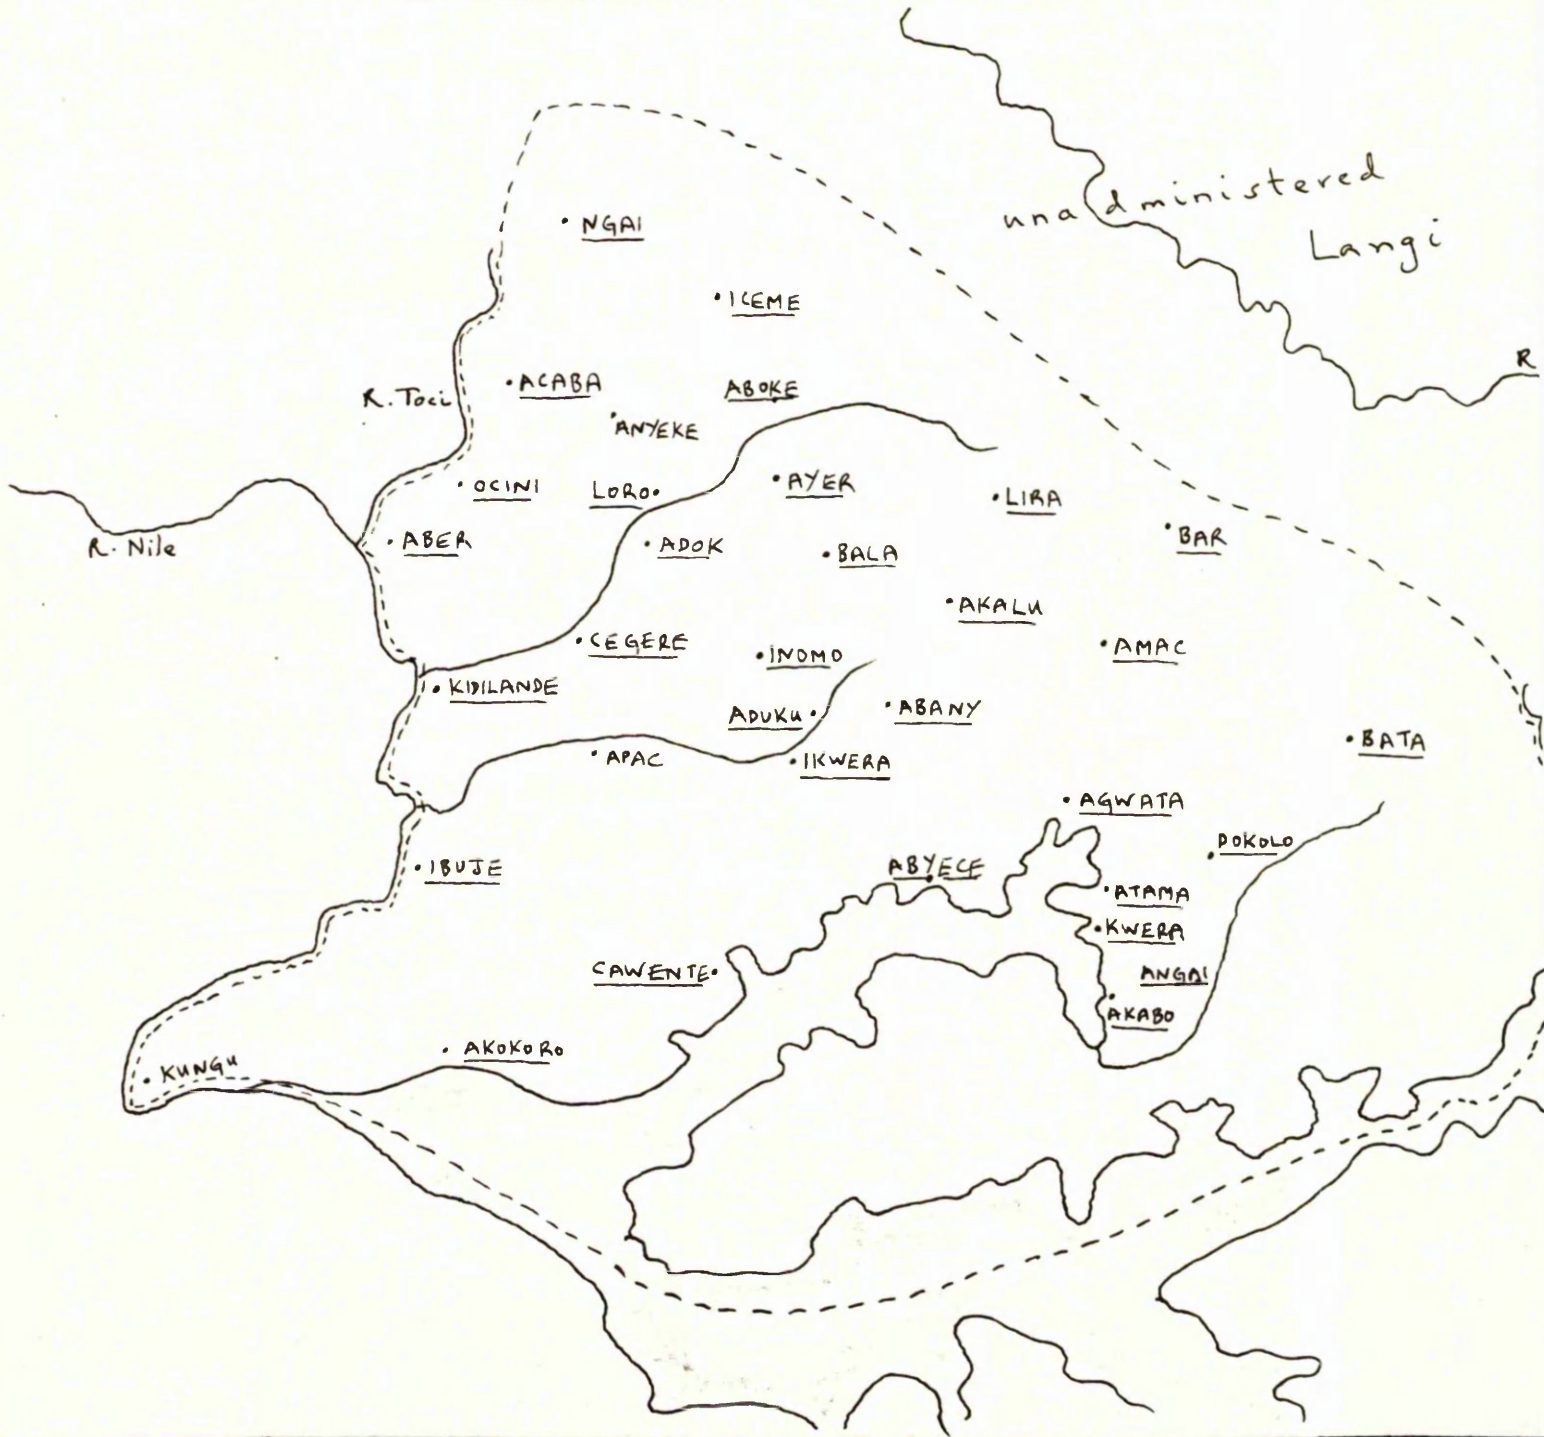 unadministered
Langi
NGAI
ICEME
R
R. Toci
ACABA
ABOKE
ANYEKE
OCINI
LORO
AYER
LIRA
R. Nile
ABER
ADOK
BALA
BAR
AKALU
CEGERE
INOMO
AMAC
KIDILANDE
ADUKU
ABANY
APAC
IKWERA
BATA
AGWATA
DOKOLO
IBUJE
ABYECE
ATAMA
KWERA
CAWENTE
ANGAI
AKABO
AKOKORO
KUNGU